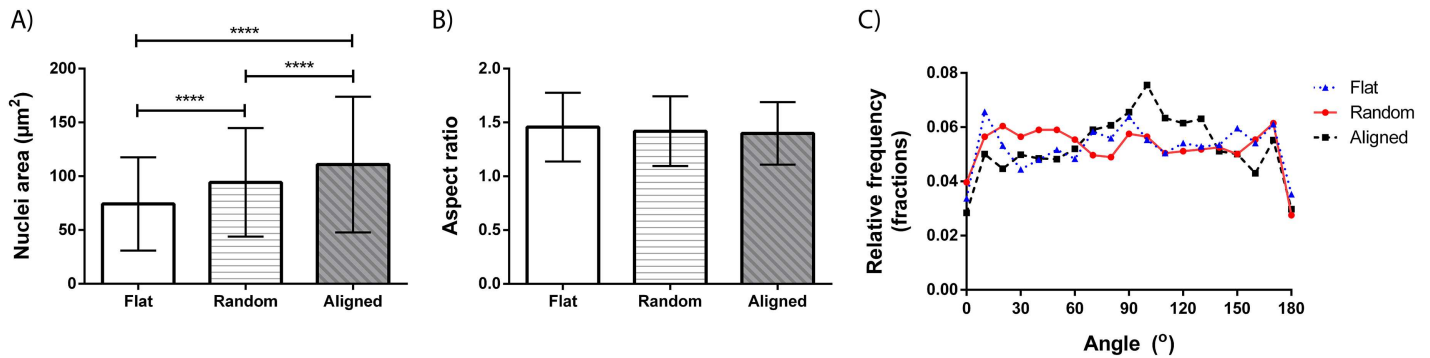 A)
****
****
****
Nuclei area (µm²)
200
150
100
50
0
Flat Random Aligned
B)
Aspect ratio
2.0
1.5
1.0
0.5
0.0
Flat Random Aligned
C)
Relative frequency
(fractions)
0.08
0.06
0.04
0.02
0.00
0 30 60 90 120 150 180
Angle (o)
Flat
Random
Aligned